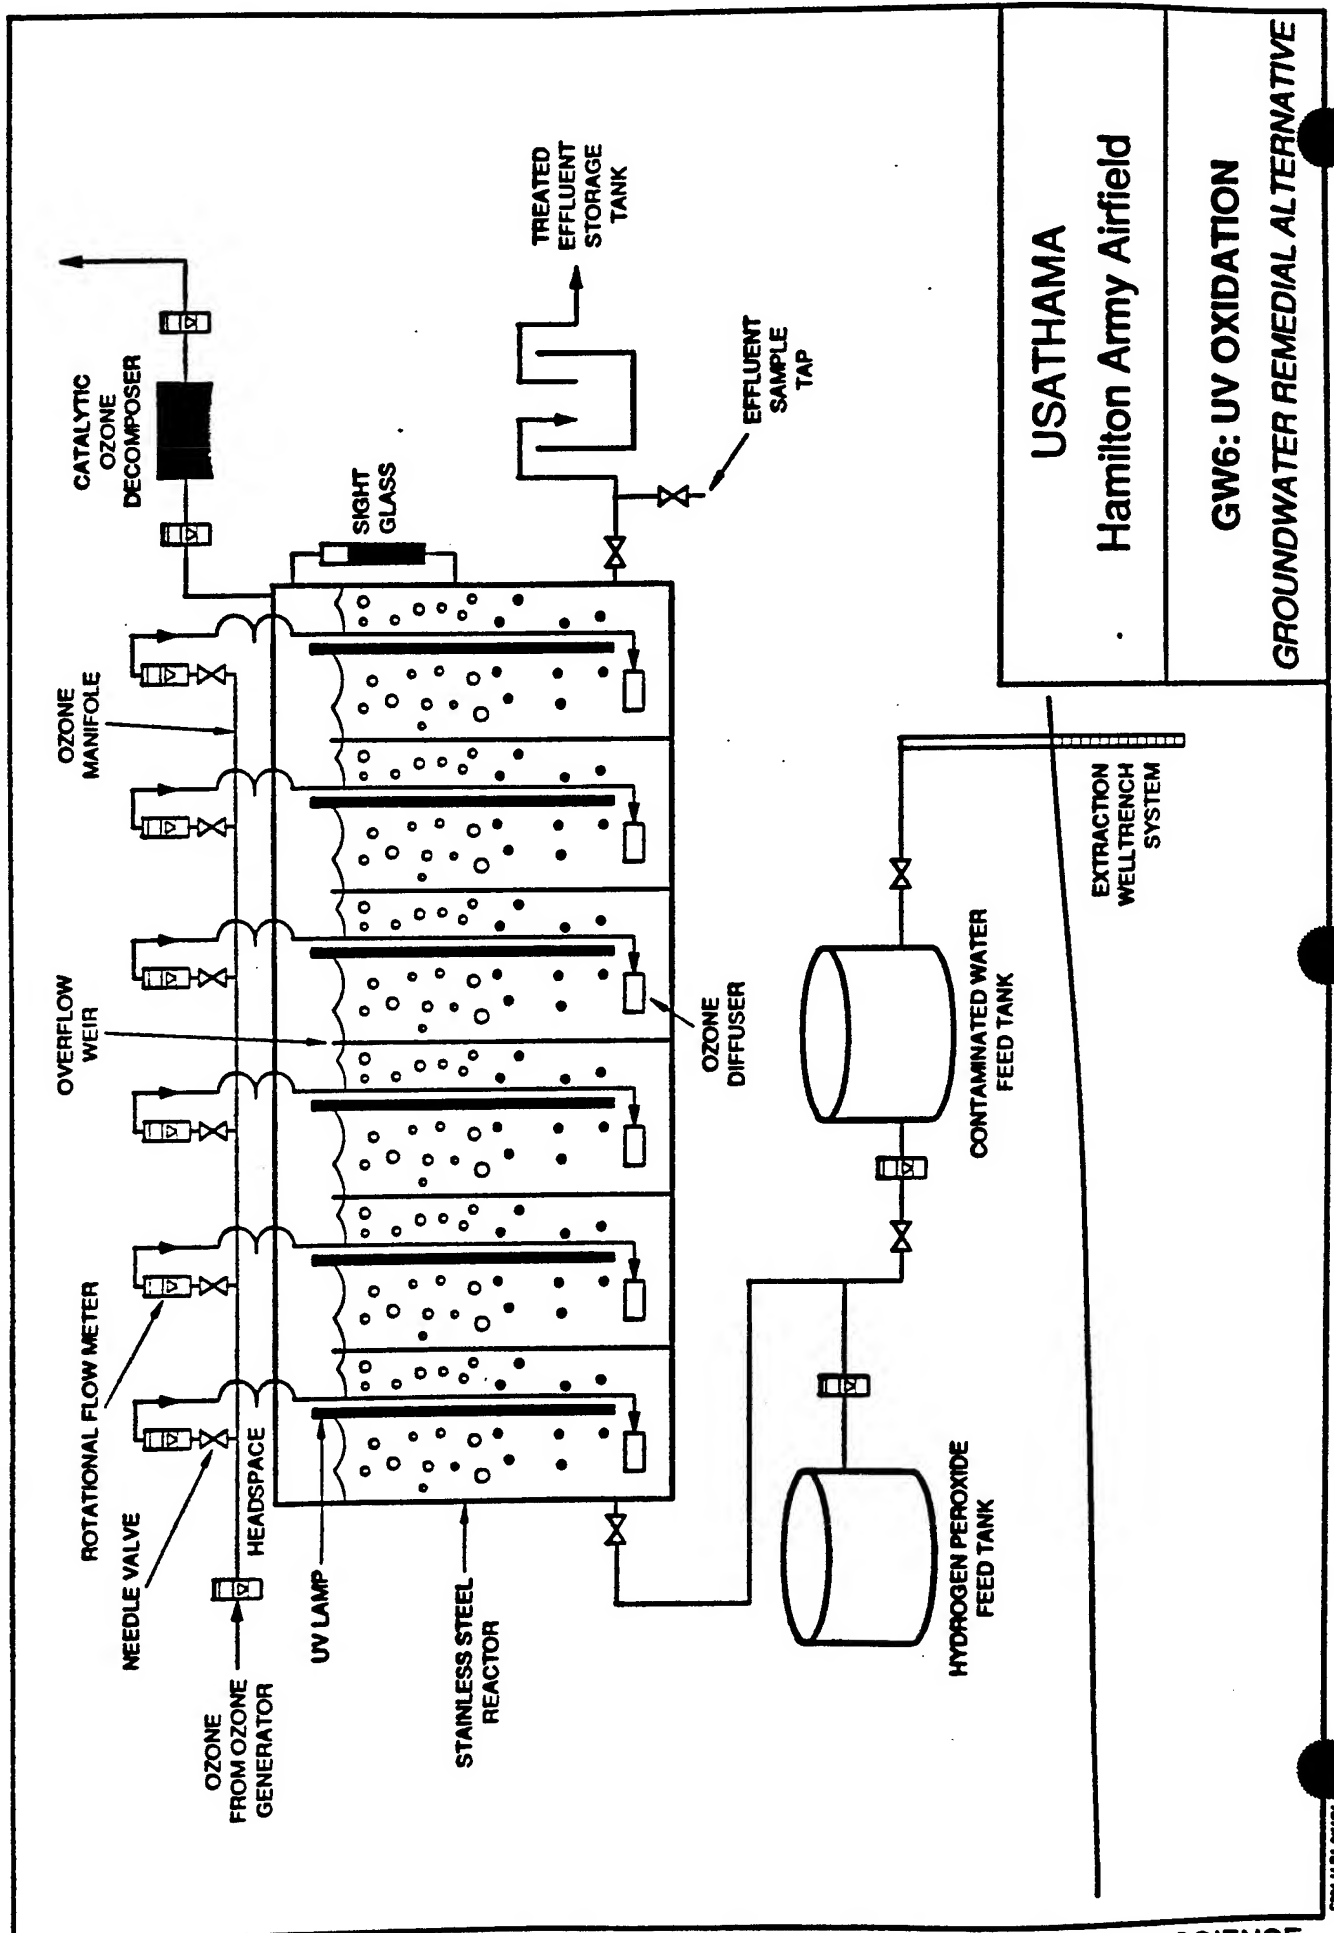 CATALYTIC
OZONE
DECOMPOSER
OZONE
MANIFOLE
OVERFLOW
WEIR
ROTATIONAL FLOW METER
NEEDLE VALVE
OZONE
FROM OZONE
GENERATOR
HEADSPACE
UV LAMP
STAINLESS STEEL
REACTOR
SIGHT
GLASS
TREATED
EFFLUENT
STORAGE
TANK
EFFLUENT
SAMPLE
TAP
OZONE
DIFFUSER
CONTAMINATED WATER
FEED TANK
HYDROGEN PEROXIDE
FEED TANK
EXTRACTION
WELLTRENCH
SYSTEM
USATHAMA
Hamilton Army Airfield
GW6: UV OXIDATION
GROUNDWATER REMEDIAL ALTERNATIVE